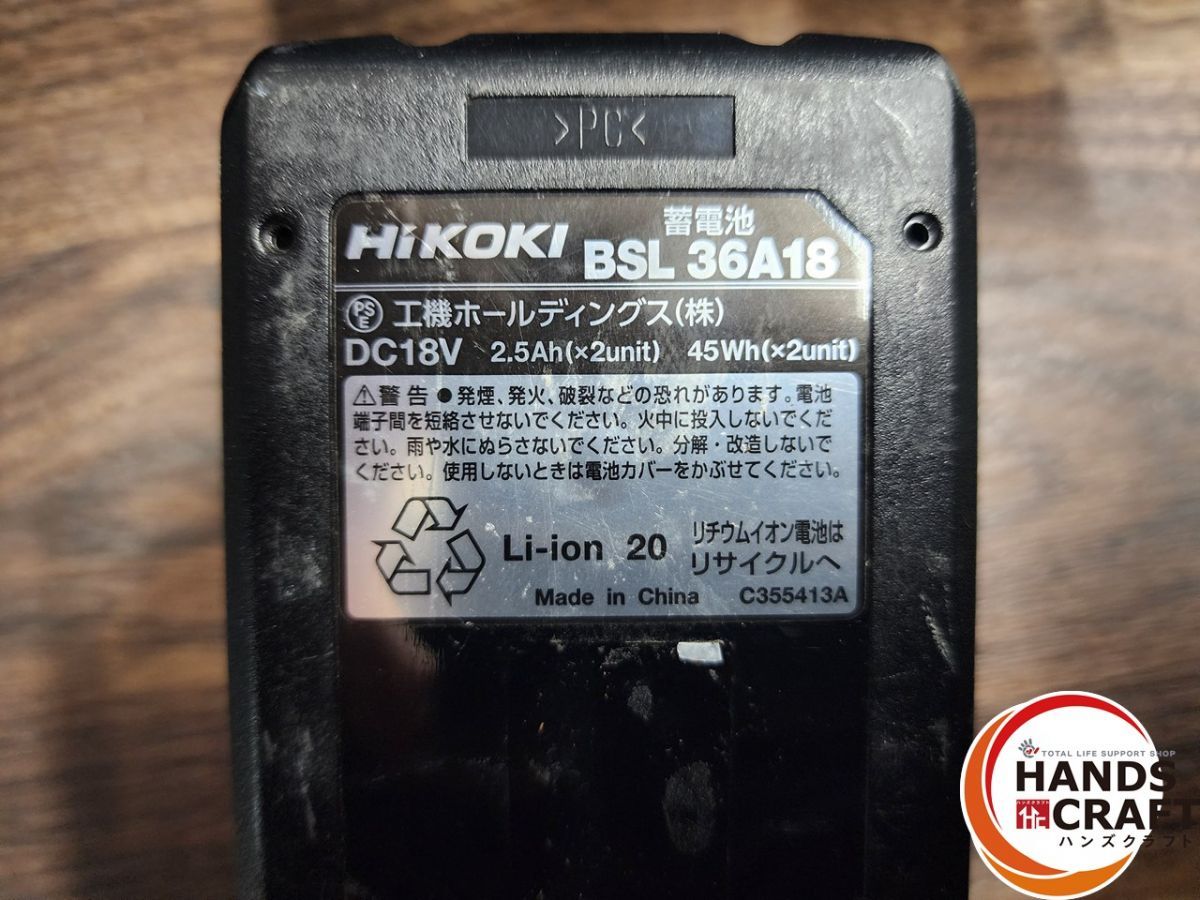 >PC<
HiKOKI
蓄電池
BSL 36A18
PS E 工機ホールディングス(株)
DC18V 2.5Ah(×2unit) 45Wh(×2unit)
⚠警告 ●発煙、発火、破裂などの恐れがあります。電池
端子間を短絡させないでください。火中に投入しないでくだ
さい。雨や水にぬらさないでください。分解・改造しないで
ください。使用しないときは電池カバーをかぶせてください。
Li-ion 20
リチウムイオン電池は
リサイクルへ
Made in China C355413A
TOTAL LIFE SUPPORT SHOP
HANDS
ハンズクラフト
CRAFT
ハンズクラフト